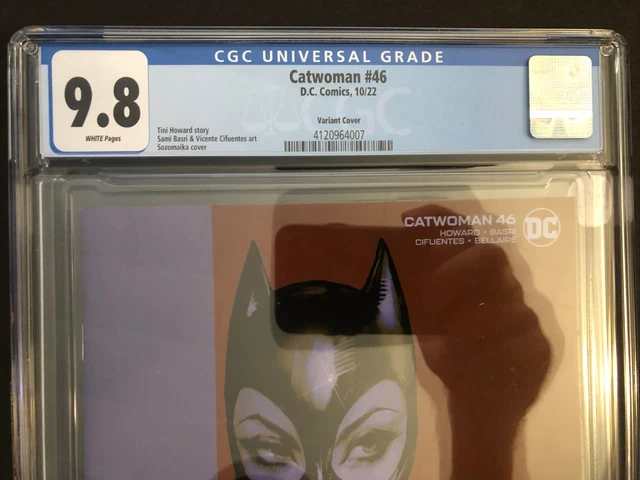 CGC UNIVERSAL GRADE
9.8
WHITE Pages
Catwoman #46
D.C. Comics, 10/22
Variant Cover
Tini Howard story
Sami Basri & Vicente Cifuentes art
Sozomaika cover
4120964007
CGC
CATWOMAN 46
HOWARD • BASRI
CIFUENTES • BELLAIRE
DC